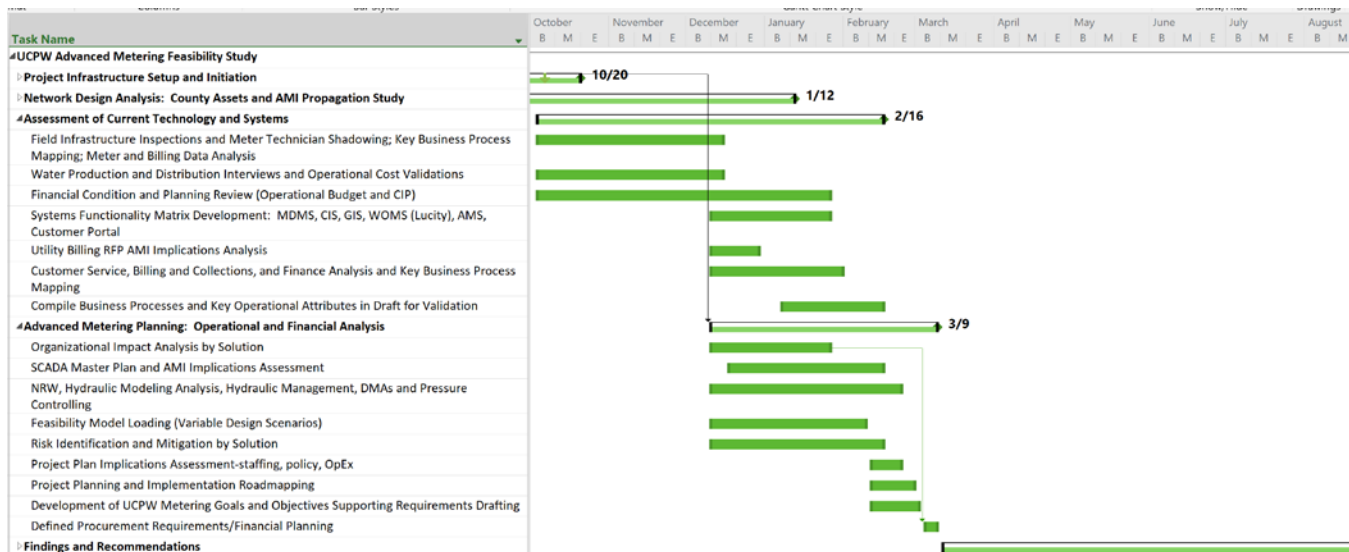 Columns Bar Styles Gantt Chart Style Show/Hide Drawings
October November December January February March April May June July August
Task Name B M E B M E B M E B M E B M E B M E B M E B M E B M E B M E B M
UCPW Advanced Metering Feasibility Study
Project Infrastructure Setup and Initiation 10/20
Network Design Analysis: County Assets and AMI Propagation Study 1/12
Assessment of Current Technology and Systems 2/16
Field Infrastructure Inspections and Meter Technician Shadowing; Key Business Process
Mapping; Meter and Billing Data Analysis
Water Production and Distribution Interviews and Operational Cost Validations
Financial Condition and Planning Review (Operational Budget and CIP)
Systems Functionality Matrix Development: MDMS, CIS, GIS, WOMS (Lucity), AMS,
Customer Portal
Utility Billing RFP AMI Implications Analysis
Customer Service, Billing and Collections, and Finance Analysis and Key Business Process
Mapping
Compile Business Processes and Key Operational Attributes in Draft for Validation
Advanced Metering Planning: Operational and Financial Analysis 3/9
Organizational Impact Analysis by Solution
SCADA Master Plan and AMI Implications Assessment
NRW, Hydraulic Modeling Analysis, Hydraulic Management, DMAs and Pressure
Controlling
Feasibility Model Loading (Variable Design Scenarios)
Risk Identification and Mitigation by Solution
Project Plan Implications Assessment-staffing, policy, OpEx
Project Planning and Implementation Roadmapping
Development of UCPW Metering Goals and Objectives Supporting Requirements Drafting
Defined Procurement Requirements/Financial Planning
Findings and Recommendations